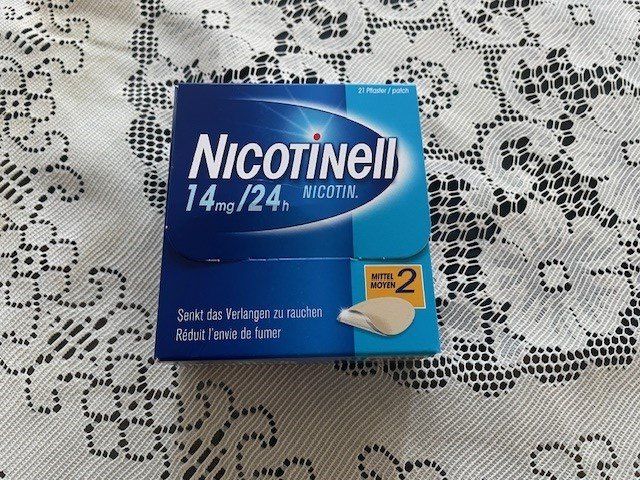 21 Pflaster / patch
NICOTINEll
14mg/24h NICOTIN.
MITTEL 2
MOYEN
Senkt das Verlangen zu rauchen
Réduit l'envie de fumer